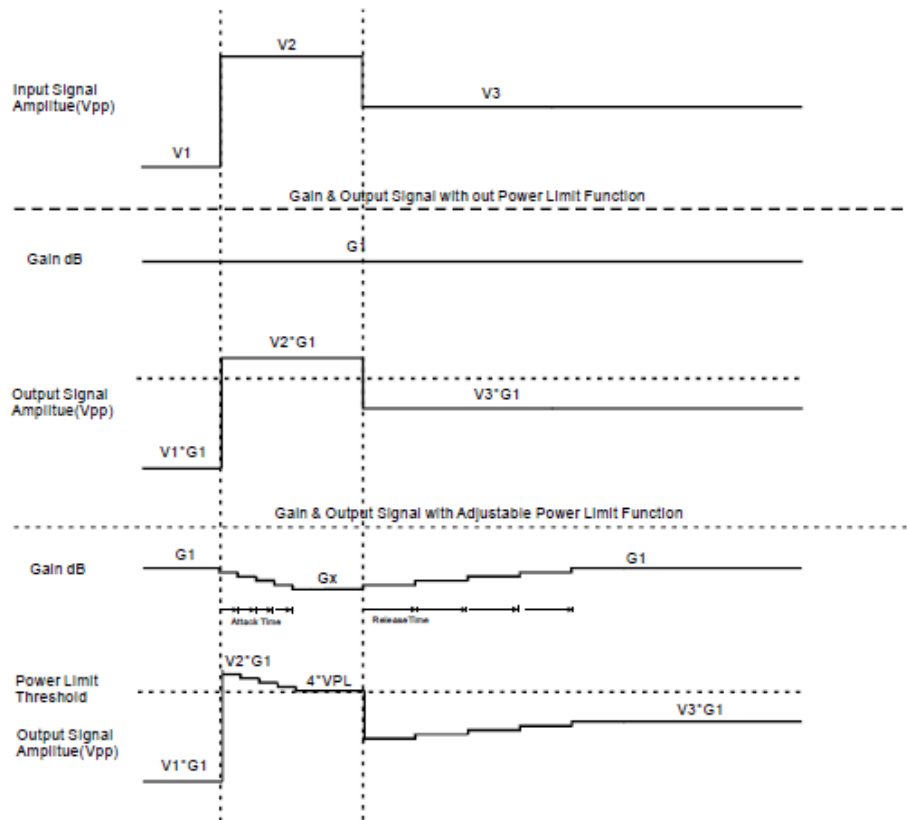 V2
Input Signal
Amplitue(Vpp)
V3
V1
Gain & Output Signal with out Power Limit Function
G1
Gain dB
V2*G1
Output Signal
Amplitue(Vpp)
V3*G1
V1*G1
Gain & Output Signal with Adjustable Power Limit Function
G1
Gain dB
Gx
G1
Attack Time
ReleaseTime
V2*G1
Power Limit
Threshold
4*VPL
V3*G1
Output Signal
Amplitue(Vpp)
V1*G1